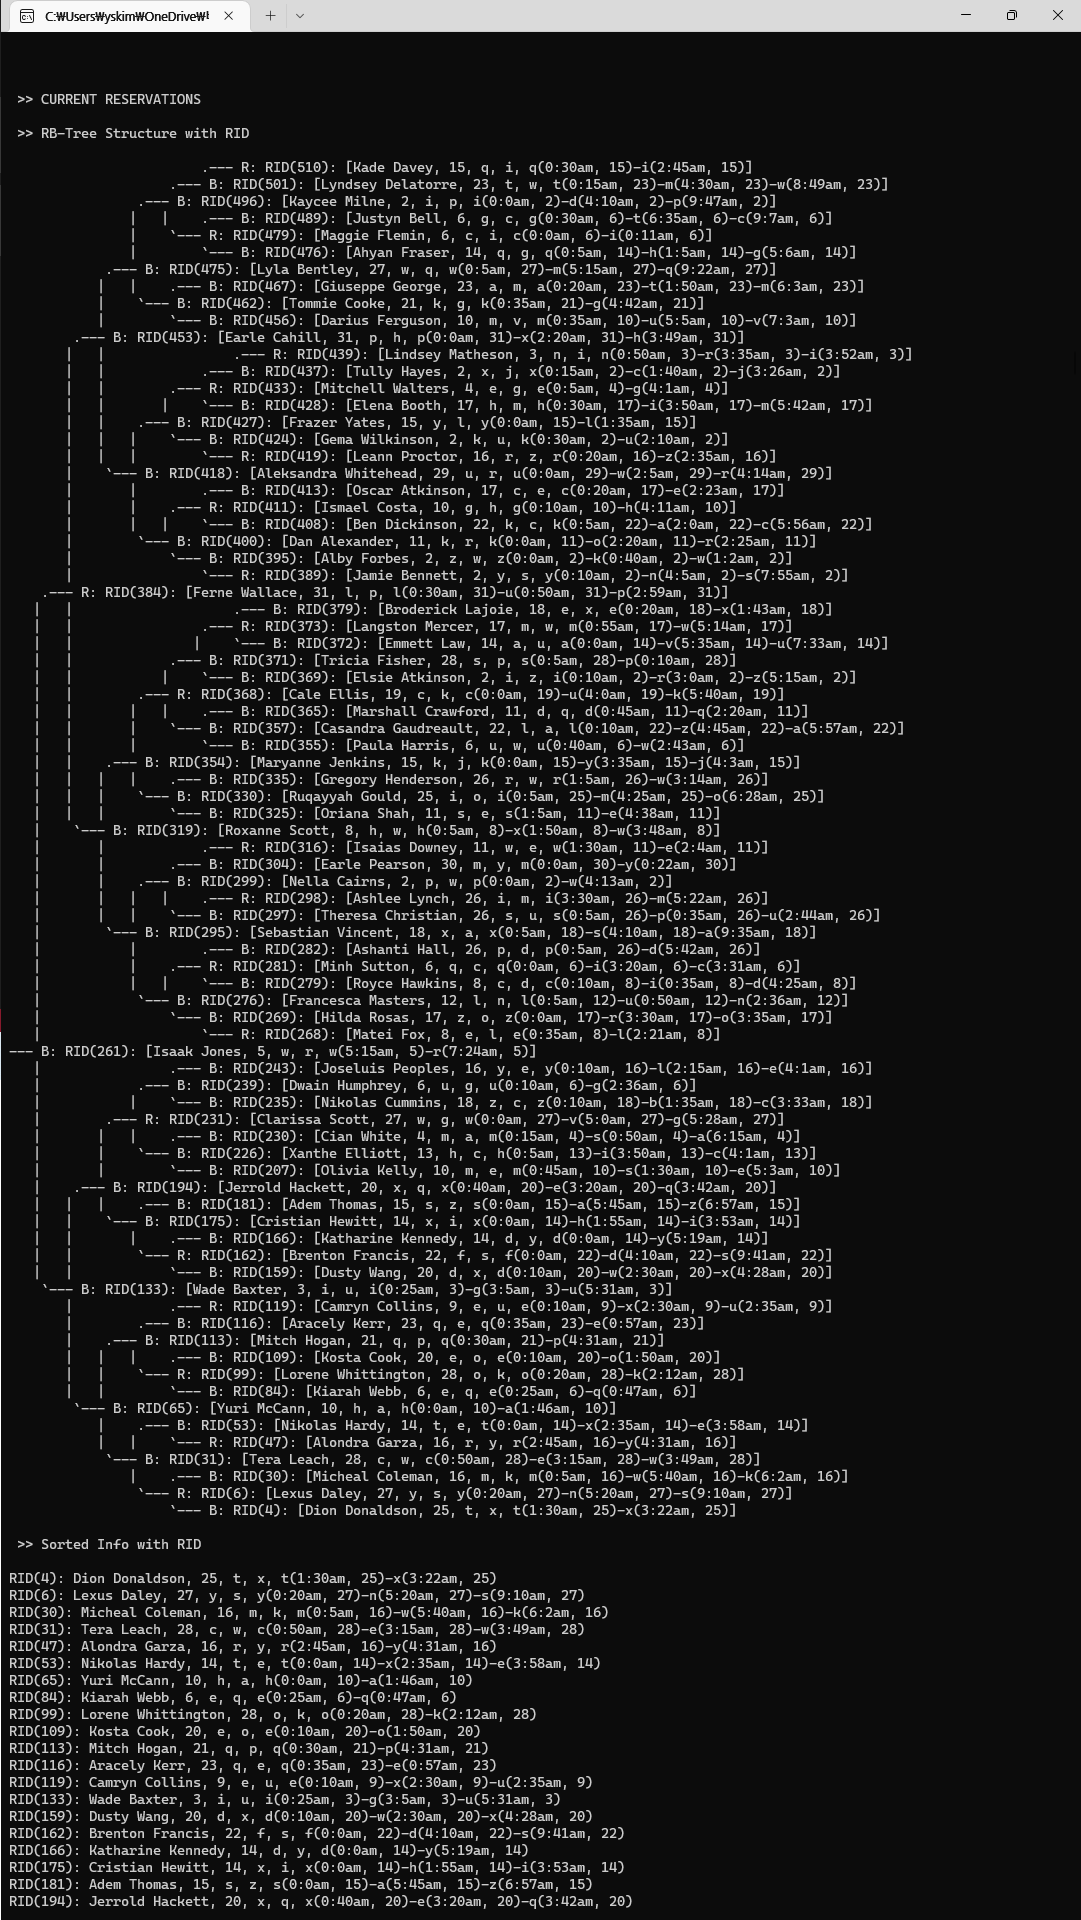 C:₩Users₩yskim₩OneDrive₩
>> CURRENT RESERVATIONS
>> RB-Tree Structure with RID
.--- R: RID(510): [Kade Davey, 15, q, i, q(0:30am, 15)-i(2:45am, 15)]
.--- B: RID(501): [Lyndsey Delatorre, 23, t, w, t(0:15am, 23)-m(4:30am, 23)-w(8:49am, 23)]
.--- B: RID(496): [Kaycee Milne, 2, i, p, i(0:0am, 2)-d(4:10am, 2)-p(9:47am, 2)]
|   |    .--- B: RID(489): [Justyn Bell, 6, g, c, g(0:30am, 6)-t(6:35am, 6)-c(9:7am, 6)]
|    `--- R: RID(479): [Maggie Flemin, 6, c, i, c(0:0am, 6)-i(0:11am, 6)]
|        `--- B: RID(476): [Ahyan Fraser, 14, q, g, q(0:5am, 14)-h(1:5am, 14)-g(5:6am, 14)]
.--- B: RID(475): [Lyla Bentley, 27, w, q, w(0:5am, 27)-m(5:15am, 27)-q(9:22am, 27)]
|   |    .--- B: RID(467): [Giuseppe George, 23, a, m, a(0:20am, 23)-t(1:50am, 23)-m(6:3am, 23)]
|    `--- B: RID(462): [Tommie Cooke, 21, k, g, k(0:35am, 21)-g(4:42am, 21)]
|        `--- B: RID(456): [Darius Ferguson, 10, m, v, m(0:35am, 10)-u(5:5am, 10)-v(7:3am, 10)]
.--- B: RID(453): [Earle Cahill, 31, p, h, p(0:0am, 31)-x(2:20am, 31)-h(3:49am, 31)]
|   |                .--- R: RID(439): [Lindsey Matheson, 3, n, i, n(0:50am, 3)-r(3:35am, 3)-i(3:52am, 3)]
|   |            .--- B: RID(437): [Tully Hayes, 2, x, j, x(0:15am, 2)-c(1:40am, 2)-j(3:26am, 2)]
|   |        .--- R: RID(433): [Mitchell Walters, 4, e, g, e(0:5am, 4)-g(4:1am, 4)]
|   |       |    `--- B: RID(428): [Elena Booth, 17, h, m, h(0:30am, 17)-i(3:50am, 17)-m(5:42am, 17)]
|   |    .--- B: RID(427): [Frazer Yates, 15, y, l, y(0:0am, 15)-l(1:35am, 15)]
|   |   |    `--- B: RID(424): [Gema Wilkinson, 2, k, u, k(0:30am, 2)-u(2:10am, 2)]
|   |   |        `--- R: RID(419): [Leann Proctor, 16, r, z, r(0:20am, 16)-z(2:35am, 16)]
|    `--- B: RID(418): [Aleksandra Whitehead, 29, u, r, u(0:0am, 29)-w(2:5am, 29)-r(4:14am, 29)]
|       |        .--- B: RID(413): [Oscar Atkinson, 17, c, e, c(0:20am, 17)-e(2:23am, 17)]
|       |    .--- R: RID(411): [Ismael Costa, 10, g, h, g(0:10am, 10)-h(4:11am, 10)]
|       |   |    `--- B: RID(408): [Ben Dickinson, 22, k, c, k(0:5am, 22)-a(2:0am, 22)-c(5:56am, 22)]
|        `--- B: RID(400): [Dan Alexander, 11, k, r, k(0:0am, 11)-o(2:20am, 11)-r(2:25am, 11)]
|            `--- B: RID(395): [Alby Forbes, 2, z, w, z(0:0am, 2)-k(0:40am, 2)-w(1:2am, 2)]
|                `--- R: RID(389): [Jamie Bennett, 2, y, s, y(0:10am, 2)-n(4:5am, 2)-s(7:55am, 2)]
.--- R: RID(384): [Ferne Wallace, 31, l, p, l(0:30am, 31)-u(0:50am, 31)-p(2:59am, 31)]
|   |                    .--- B: RID(379): [Broderick Lajoie, 18, e, x, e(0:20am, 18)-x(1:43am, 18)]
|   |                .--- R: RID(373): [Langston Mercer, 17, m, w, m(0:55am, 17)-w(5:14am, 17)]
|   |               |    `--- B: RID(372): [Emmett Law, 14, a, u, a(0:0am, 14)-v(5:35am, 14)-u(7:33am, 14)]
|   |            .--- B: RID(371): [Tricia Fisher, 28, s, p, s(0:5am, 28)-p(0:10am, 28)]
|   |           |    `--- B: RID(369): [Elsie Atkinson, 2, i, z, i(0:10am, 2)-r(3:0am, 2)-z(5:15am, 2)]
|   |        .--- R: RID(368): [Cale Ellis, 19, c, k, c(0:0am, 19)-u(4:0am, 19)-k(5:40am, 19)]
|   |       |   |    .--- B: RID(365): [Marshall Crawford, 11, d, q, d(0:45am, 11)-q(2:20am, 11)]
|   |       |    `--- B: RID(357): [Casandra Gaudreault, 22, l, a, l(0:10am, 22)-z(4:45am, 22)-a(5:57am, 22)]
|   |       |        `--- B: RID(355): [Paula Harris, 6, u, w, u(0:40am, 6)-w(2:43am, 6)]
|   |    .--- B: RID(354): [Maryanne Jenkins, 15, k, j, k(0:0am, 15)-y(3:35am, 15)-j(4:3am, 15)]
|   |   |   |    .--- B: RID(335): [Gregory Henderson, 26, r, w, r(1:5am, 26)-w(3:14am, 26)]
|   |   |    `--- B: RID(330): [Ruqayyah Gould, 25, i, o, i(0:5am, 25)-m(4:25am, 25)-o(6:28am, 25)]
|   |   |        `--- B: RID(325): [Oriana Shah, 11, s, e, s(1:5am, 11)-e(4:38am, 11)]
|    `--- B: RID(319): [Roxanne Scott, 8, h, w, h(0:5am, 8)-x(1:50am, 8)-w(3:48am, 8)]
|       |            .--- R: RID(316): [Isaias Downey, 11, w, e, w(1:30am, 11)-e(2:4am, 11)]
|       |        .--- B: RID(304): [Earle Pearson, 30, m, y, m(0:0am, 30)-y(0:22am, 30)]
|       |    .--- B: RID(299): [Nella Cairns, 2, p, w, p(0:0am, 2)-w(4:13am, 2)]
|       |   |   |    .--- R: RID(298): [Ashlee Lynch, 26, i, m, i(3:30am, 26)-m(5:22am, 26)]
|       |   |    `--- B: RID(297): [Theresa Christian, 26, s, u, s(0:5am, 26)-p(0:35am, 26)-u(2:44am, 26)]
|        `--- B: RID(295): [Sebastian Vincent, 18, x, a, x(0:5am, 18)-s(4:10am, 18)-a(9:35am, 18)]
|           |        .--- B: RID(282): [Ashanti Hall, 26, p, d, p(0:5am, 26)-d(5:42am, 26)]
|           |    .--- R: RID(281): [Minh Sutton, 6, q, c, q(0:0am, 6)-i(3:20am, 6)-c(3:31am, 6)]
|           |   |    `--- B: RID(279): [Royce Hawkins, 8, c, d, c(0:10am, 8)-i(0:35am, 8)-d(4:25am, 8)]
|            `--- B: RID(276): [Francesca Masters, 12, l, n, l(0:5am, 12)-u(0:50am, 12)-n(2:36am, 12)]
|                `--- B: RID(269): [Hilda Rosas, 17, z, o, z(0:0am, 17)-r(3:30am, 17)-o(3:35am, 17)]
|                    `--- R: RID(268): [Matei Fox, 8, e, l, e(0:35am, 8)-l(2:21am, 8)]
--- B: RID(261): [Isaak Jones, 5, w, r, w(5:15am, 5)-r(7:24am, 5)]
|                .--- B: RID(243): [Joseluis Peoples, 16, y, e, y(0:10am, 16)-l(2:15am, 16)-e(4:1am, 16)]
|            .--- B: RID(239): [Dwain Humphrey, 6, u, g, u(0:10am, 6)-g(2:36am, 6)]
|           |    `--- B: RID(235): [Nikolas Cummins, 18, z, c, z(0:10am, 18)-b(1:35am, 18)-c(3:33am, 18)]
|        .--- R: RID(231): [Clarissa Scott, 27, w, g, w(0:0am, 27)-v(5:0am, 27)-g(5:28am, 27)]
|       |   |    .--- B: RID(230): [Cian White, 4, m, a, m(0:15am, 4)-s(0:50am, 4)-a(6:15am, 4)]
|       |    `--- B: RID(226): [Xanthe Elliott, 13, h, c, h(0:5am, 13)-i(3:50am, 13)-c(4:1am, 13)]
|       |        `--- B: RID(207): [Olivia Kelly, 10, m, e, m(0:45am, 10)-s(1:30am, 10)-e(5:3am, 10)]
|    .--- B: RID(194): [Jerrold Hackett, 20, x, q, x(0:40am, 20)-e(3:20am, 20)-q(3:42am, 20)]
|   |   |    .--- B: RID(181): [Adem Thomas, 15, s, z, s(0:0am, 15)-a(5:45am, 15)-z(6:57am, 15)]
|   |    `--- B: RID(175): [Cristian Hewitt, 14, x, i, x(0:0am, 14)-h(1:55am, 14)-i(3:53am, 14)]
|   |       |    .--- B: RID(166): [Katharine Kennedy, 14, d, y, d(0:0am, 14)-y(5:19am, 14)]
|   |        `--- R: RID(162): [Brenton Francis, 22, f, s, f(0:0am, 22)-d(4:10am, 22)-s(9:41am, 22)]
|   |            `--- B: RID(159): [Dusty Wang, 20, d, x, d(0:10am, 20)-w(2:30am, 20)-x(4:28am, 20)]
`--- B: RID(133): [Wade Baxter, 3, i, u, i(0:25am, 3)-g(3:5am, 3)-u(5:31am, 3)]
|            .--- R: RID(119): [Camryn Collins, 9, e, u, e(0:10am, 9)-x(2:30am, 9)-u(2:35am, 9)]
|        .--- B: RID(116): [Aracely Kerr, 23, q, e, q(0:35am, 23)-e(0:57am, 23)]
|    .--- B: RID(113): [Mitch Hogan, 21, q, p, q(0:30am, 21)-p(4:31am, 21)]
|   |   |    .--- B: RID(109): [Kosta Cook, 20, e, o, e(0:10am, 20)-o(1:50am, 20)]
|   |    `--- R: RID(99): [Lorene Whittington, 28, o, k, o(0:20am, 28)-k(2:12am, 28)]
|   |        `--- B: RID(84): [Kiarah Webb, 6, e, q, e(0:25am, 6)-q(0:47am, 6)]
`--- B: RID(65): [Yuri McCann, 10, h, a, h(0:0am, 10)-a(1:46am, 10)]
|    .--- B: RID(53): [Nikolas Hardy, 14, t, e, t(0:0am, 14)-x(2:35am, 14)-e(3:58am, 14)]
|   |    `--- R: RID(47): [Alondra Garza, 16, r, y, r(2:45am, 16)-y(4:31am, 16)]
`--- B: RID(31): [Tera Leach, 28, c, w, c(0:50am, 28)-e(3:15am, 28)-w(3:49am, 28)]
|    .--- B: RID(30): [Micheal Coleman, 16, m, k, m(0:5am, 16)-w(5:40am, 16)-k(6:2am, 16)]
`--- R: RID(6): [Lexus Daley, 27, y, s, y(0:20am, 27)-n(5:20am, 27)-s(9:10am, 27)]
`--- B: RID(4): [Dion Donaldson, 25, t, x, t(1:30am, 25)-x(3:22am, 25)]
>> Sorted Info with RID
RID(4): Dion Donaldson, 25, t, x, t(1:30am, 25)-x(3:22am, 25)
RID(6): Lexus Daley, 27, y, s, y(0:20am, 27)-n(5:20am, 27)-s(9:10am, 27)
RID(30): Micheal Coleman, 16, m, k, m(0:5am, 16)-w(5:40am, 16)-k(6:2am, 16)
RID(31): Tera Leach, 28, c, w, c(0:50am, 28)-e(3:15am, 28)-w(3:49am, 28)
RID(47): Alondra Garza, 16, r, y, r(2:45am, 16)-y(4:31am, 16)
RID(53): Nikolas Hardy, 14, t, e, t(0:0am, 14)-x(2:35am, 14)-e(3:58am, 14)
RID(65): Yuri McCann, 10, h, a, h(0:0am, 10)-a(1:46am, 10)
RID(84): Kiarah Webb, 6, e, q, e(0:25am, 6)-q(0:47am, 6)
RID(99): Lorene Whittington, 28, o, k, o(0:20am, 28)-k(2:12am, 28)
RID(109): Kosta Cook, 20, e, o, e(0:10am, 20)-o(1:50am, 20)
RID(113): Mitch Hogan, 21, q, p, q(0:30am, 21)-p(4:31am, 21)
RID(116): Aracely Kerr, 23, q, e, q(0:35am, 23)-e(0:57am, 23)
RID(119): Camryn Collins, 9, e, u, e(0:10am, 9)-x(2:30am, 9)-u(2:35am, 9)
RID(133): Wade Baxter, 3, i, u, i(0:25am, 3)-g(3:5am, 3)-u(5:31am, 3)
RID(159): Dusty Wang, 20, d, x, d(0:10am, 20)-w(2:30am, 20)-x(4:28am, 20)
RID(162): Brenton Francis, 22, f, s, f(0:0am, 22)-d(4:10am, 22)-s(9:41am, 22)
RID(166): Katharine Kennedy, 14, d, y, d(0:0am, 14)-y(5:19am, 14)
RID(175): Cristian Hewitt, 14, x, i, x(0:0am, 14)-h(1:55am, 14)-i(3:53am, 14)
RID(181): Adem Thomas, 15, s, z, s(0:0am, 15)-a(5:45am, 15)-z(6:57am, 15)
RID(194): Jerrold Hackett, 20, x, q, x(0:40am, 20)-e(3:20am, 20)-q(3:42am, 20)